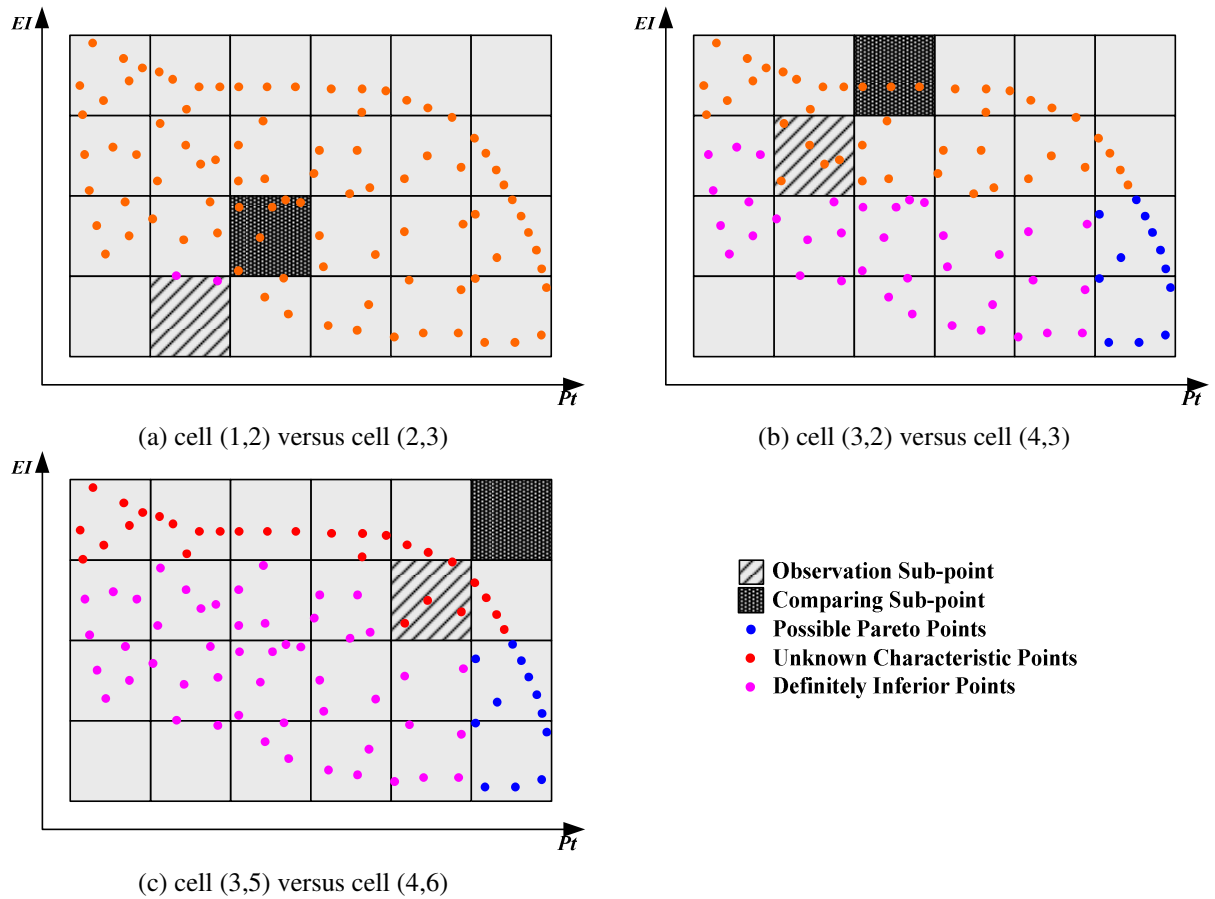 EI
Pt
(a) cell (1,2) versus cell (2,3)
EI
Pt
(b) cell (3,2) versus cell (4,3)
EI
Pt
(c) cell (3,5) versus cell (4,6)
Observation Sub-point
Comparing Sub-point
Possible Pareto Points
Unknown Characteristic Points
Definitely Inferior Points